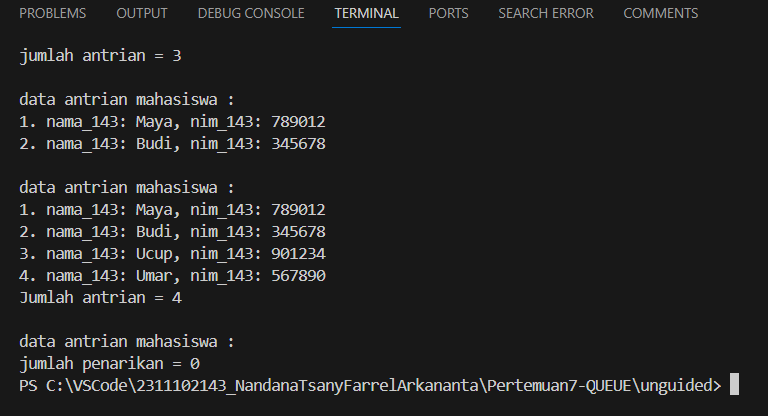 PROBLEMS OUTPUT DEBUG CONSOLE TERMINAL PORTS SEARCH ERROR COMMENTS
jumlah antrian = 3
data antrian mahasiswa :
1. nama_143: Maya, nim_143: 789012
2. nama_143: Budi, nim_143: 345678
data antrian mahasiswa :
1. nama_143: Maya, nim_143: 789012
2. nama_143: Budi, nim_143: 345678
3. nama_143: Ucup, nim_143: 901234
4. nama_143: Umar, nim_143: 567890
Jumlah antrian = 4
data antrian mahasiswa :
jumlah penarikan = 0
PS C:\VSCode\2311102143_NandanaTsanyFarrelArkananta\Pertemuan7-QUEUE\unguided>